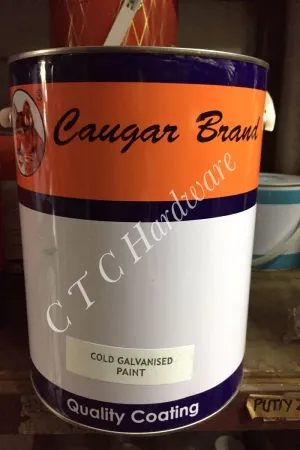 Caugar Brand
C T C Hardware
COLD GALVANISED
PAINT
Quality Coating
PUTTY